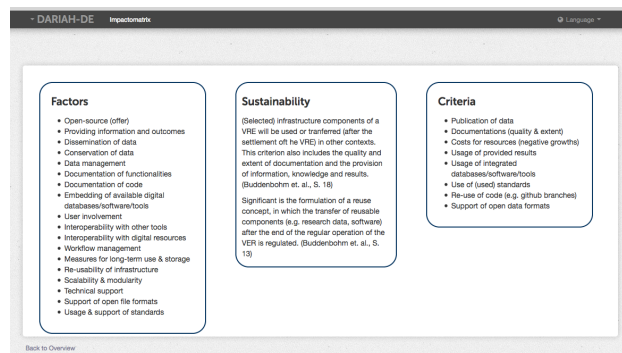 DARIAH-DE Impactomatrix Language
Factors
Open-source (offer)
Providing information and outcomes
Dissemination of data
Conservation of data
Data management
Documentation of functionalities
Documentation of code
Embedding of available digital
databases/software/tools
User involvement
Interoperability with other tools
Interoperability with digital resources
Workflow management
Measures for long-term use & storage
Re-usability of infrastructure
Scalability & modularity
Technical support
Support of open file formats
Usage & support of standards
Sustainability
(Selected) infrastructure components of a
VRE will be used or tranferred (after the
settlement oft he VRE) in other contexts.
This criterion also includes the quality and
extent of documentation and the provision
of information, knowledge and results.
(Buddenbohm et. al., S. 18)
Significant is the formulation of a reuse
concept, in which the transfer of reusable
components (e.g. research data, software)
after the end of the regular operation of the
VER is regulated. (Buddenbohm et. al., S.
13)
Criteria
Publication of data
Documentations (quality & extent)
Costs for resources (negative growths)
Usage of provided results
Usage of integrated
databases/software/tools
Use of (used) standards
Re-use of code (e.g. github branches)
Support of open data formats
Back to Overview